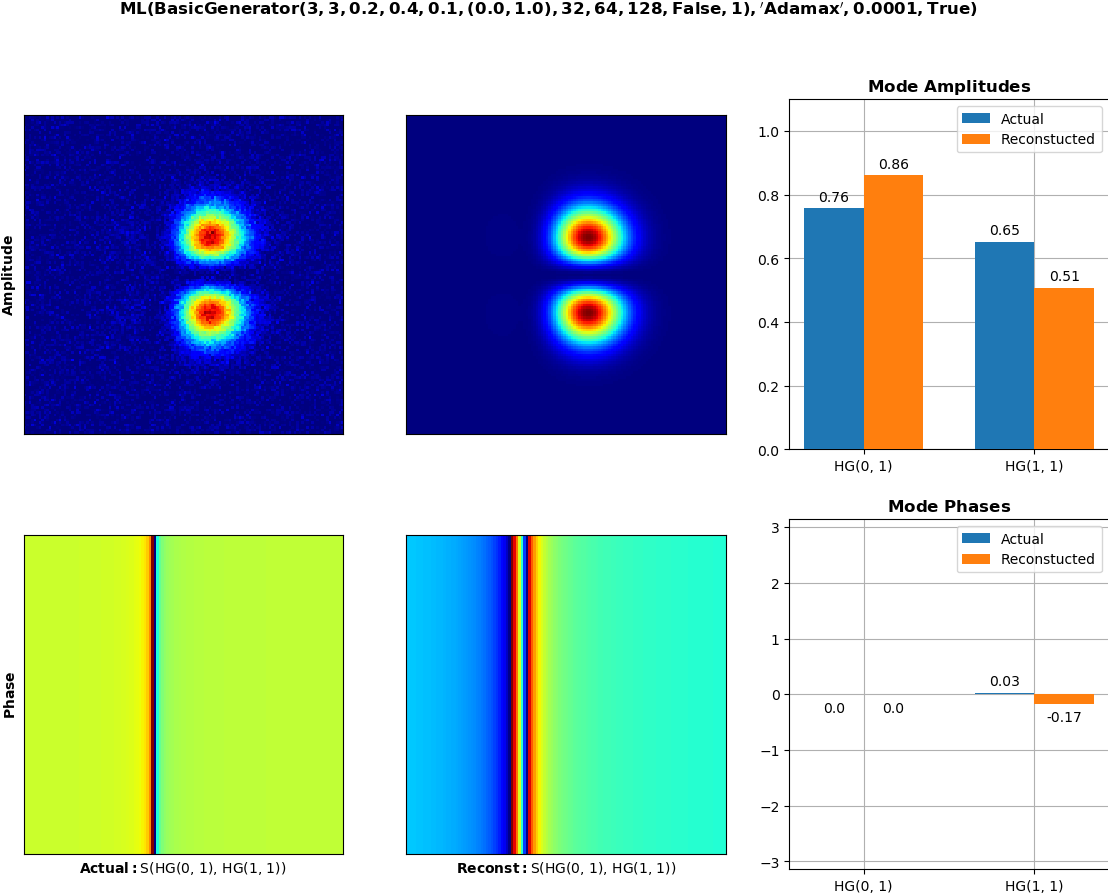 ML(BasicGenerator(3, 3, 0.2, 0.4, 0.1, (0.0, 1.0), 32, 64, 128, False, 1), ′Adamax′, 0.0001, True)
Amplitude
Mode Amplitudes
Actual
Reconstucted
1.0
0.8
0.6
0.4
0.2
0.0
0.76
0.86
0.65
0.51
HG(0, 1)
HG(1, 1)
Phase
Actual: S(HG(0, 1), HG(1, 1))
Reconst: S(HG(0, 1), HG(1, 1))
Mode Phases
Actual
Reconstucted
3
2
1
0
−1
−2
−3
0.0
0.0
0.03
-0.17
HG(0, 1)
HG(1, 1)